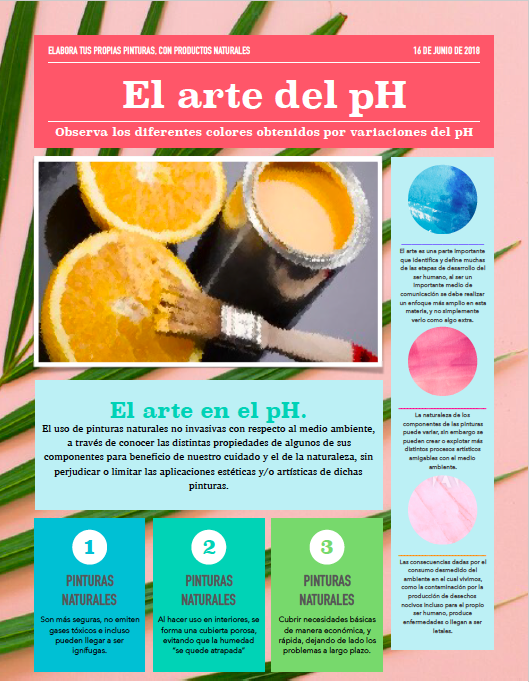 ELABORA TUS PROPIAS PINTURAS, CON PRODUCTOS NATURALES
16 DE JUNIO DE 2018
El arte del pH
Observa los diferentes colores obtenidos por variaciones del pH
El arte es una parte importante
que identifica y define muchas
de las etapas de desarrollo del
ser humano, al ser un
importante medio de
comunicación se debe realizar
un enfoque más amplio en esta
materia, y no simplemente
verlo como algo extra.
La naturaleza de los
componentes de las pinturas
puede variar, sin embargo se
pueden crear o explotar más
distintos procesos artísticos
amigables con el medio
ambiente.
Las consecuencias dadas por el
consumo desmedido del
ambiente en el cual vivimos,
como la contaminación por la
producción de desechos
nocivos incluso para el propio
ser humano, produce
enfermedades o llegan a ser
letales.
El arte en el pH.
El uso de pinturas naturales no invasivas con respecto al medio ambiente,
a través de conocer las distintas propiedades de algunos de sus
componentes para beneficio de nuestro cuidado y el de la naturaleza, sin
perjudicar o limitar las aplicaciones estéticas y/o artísticas de dichas
pinturas.
1
PINTURAS
NATURALES
Son más seguras, no emiten
gases tóxicos e incluso
pueden llegar a ser
ignífugas.
2
PINTURAS
NATURALES
Al hacer uso en interiores, se
forma una cubierta porosa,
evitando que la humedad
"se quede atrapada"
3
PINTURAS
NATURALES
Cubrir necesidades básicas
de manera económica, y
rápida, dejando de lado los
problemas a largo plazo.